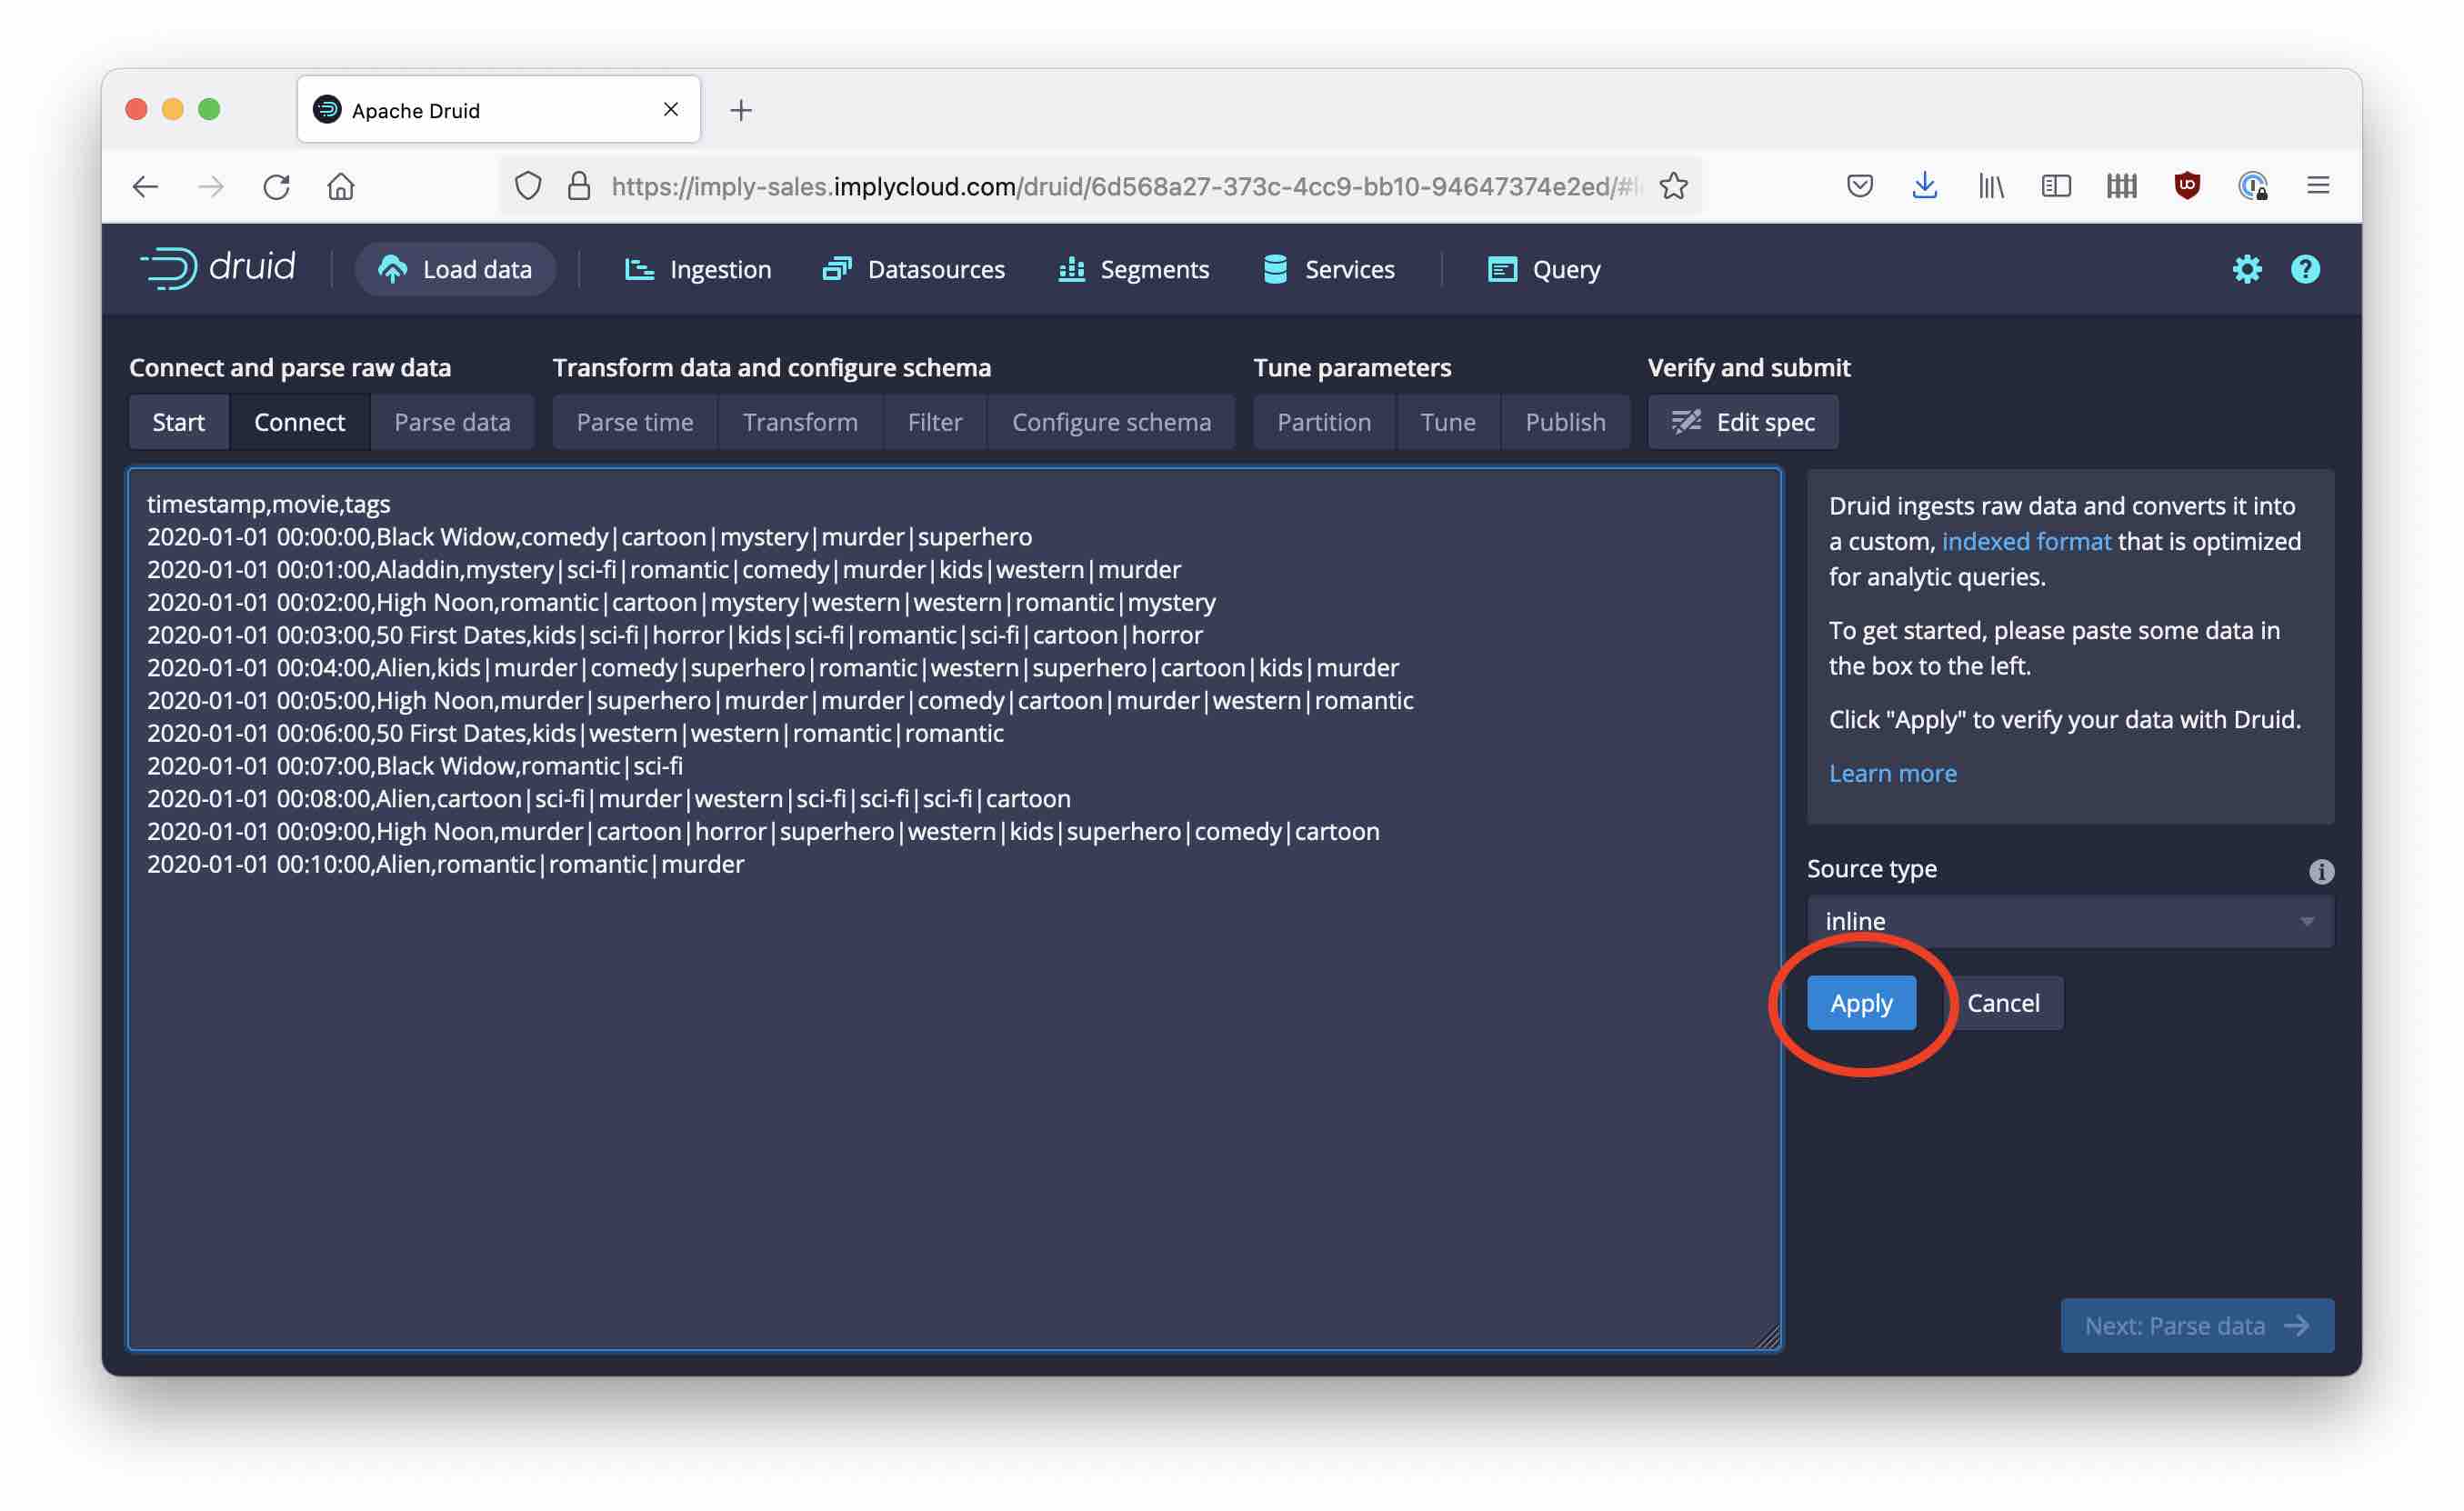 Apache Druid
https://imply-sales.implycloud.com/druid/6d568a27-373c-4cc9-bb10-94647374e2ed/#l
druid Load data Ingestion Datasources Segments Services Query
Connect and parse raw data Transform data and configure schema Tune parameters Verify and submit
Start Connect Parse data Parse time Transform Filter Configure schema Partition Tune Publish Edit spec
timestamp,movie,tags
2020-01-01 00:00:00,Black Widow,comedy|cartoon|mystery|murder|superhero
2020-01-01 00:01:00,Aladdin,mystery|sci-fi|romantic|comedy|murder|kids|western|murder
2020-01-01 00:02:00,High Noon,romantic|cartoon|mystery|western|western|romantic|mystery
2020-01-01 00:03:00,50 First Dates,kids|sci-fi|horror|kids|sci-fi|romantic|sci-fi|cartoon|horror
2020-01-01 00:04:00,Alien,kids|murder|comedy|superhero|romantic|western|superhero|cartoon|kids|murder
2020-01-01 00:05:00,High Noon,murder|superhero|murder|murder|comedy|cartoon|murder|western|romantic
2020-01-01 00:06:00,50 First Dates,kids|western|western|romantic|romantic
2020-01-01 00:07:00,Black Widow,romantic|sci-fi
2020-01-01 00:08:00,Alien,cartoon|sci-fi|murder|western|sci-fi|sci-fi|sci-fi|cartoon
2020-01-01 00:09:00,High Noon,murder|cartoon|horror|superhero|western|kids|superhero|comedy|cartoon
2020-01-01 00:10:00,Alien,romantic|romantic|murder
Druid ingests raw data and converts it into
a custom, indexed format that is optimized
for analytic queries.
To get started, please paste some data in
the box to the left.
Click "Apply" to verify your data with Druid.
Learn more
Source type
inline
Apply Cancel
Next: Parse data